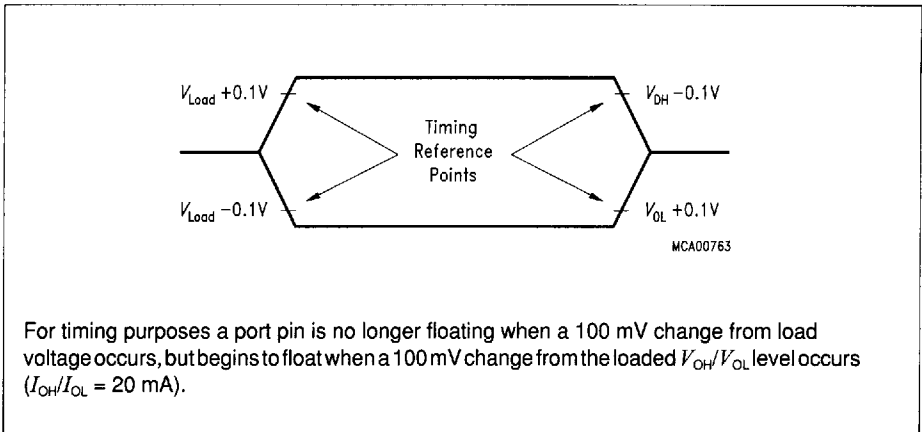 V_Load +0.1V
V_OH −0.1V
Timing
Reference
Points
V_Load −0.1V
V_OL +0.1V
MCA00763
For timing purposes a port pin is no longer floating when a 100 mV change from load
voltage occurs, but begins to float when a 100 mV change from the loaded V_OH/V_OL level occurs
(I_OH/I_OL = 20 mA).